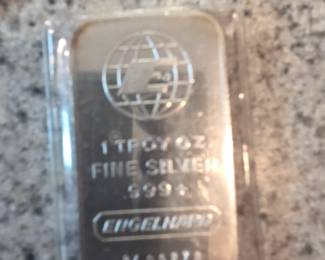 1 TROY OZ.
FINE SILVER
.999+
ENGELHARD